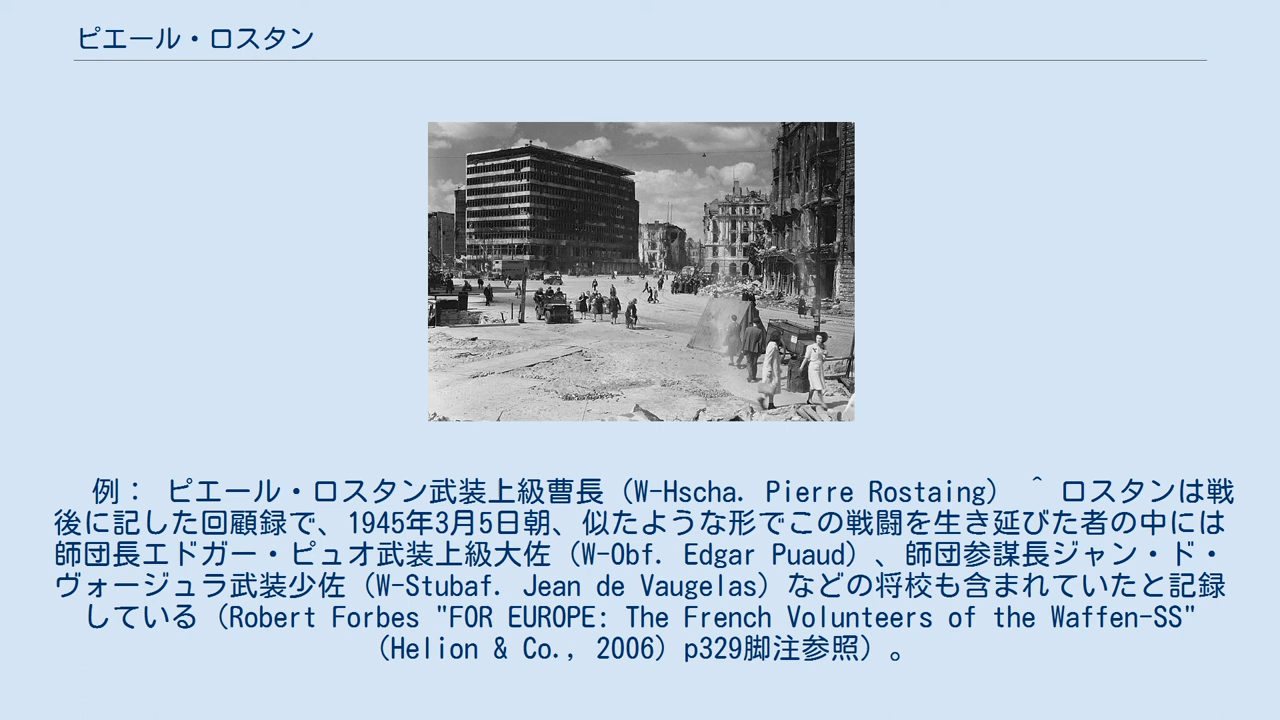 ピエール・ロスタン
例： ピエール・ロスタン武装上級曹長（W-Hscha. Pierre Rostaing） ^ ロスタンは戦
後に記した回顧録で、1945年3月5日朝、似たような形でこの戦闘を生き延びた者の中には
師団長エドガー・ピュオ武装上級大佐（W-Obf. Edgar Puaud）、師団参謀長ジャン・ド・
ヴォージュラ武装少佐（W-Stubaf. Jean de Vaugelas）などの将校も含まれていたと記録
している（Robert Forbes "FOR EUROPE: The French Volunteers of the Waffen-SS"
（Helion & Co., 2006）p329脚注参照）。